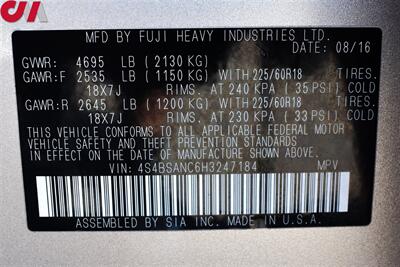 DJ
MFD. BY FUJI HEAVY INDUSTRIES LTD.
DATE: 08/16
GVWR: 4695 LB (2130 KG)
GAWR:F 2535 LB (1150 KG) WITH 225/60R18 TIRES.
18X7J RIMS. AT 240 KPA (35 PSI) COLD
GAWR:R 2645 LB (1200 KG) WITH 225/60R18 TIRES.
18X7J RIMS. AT 230 KPA (33 PSI) COLD
THIS VEHICLE CONFORMS TO ALL APPLICABLE FEDERAL MOTOR
VEHICLE SAFETY, BUMPER, AND THEFT PREVENTION STANDARDS
IN EFFECT ON THE DATE OF MANUFACTURE SHOWN ABOVE.
VIN: 4S4BSANC6H3247184 MPV
ASSEMBLED BY SIA INC. MADE IN U.S.A.